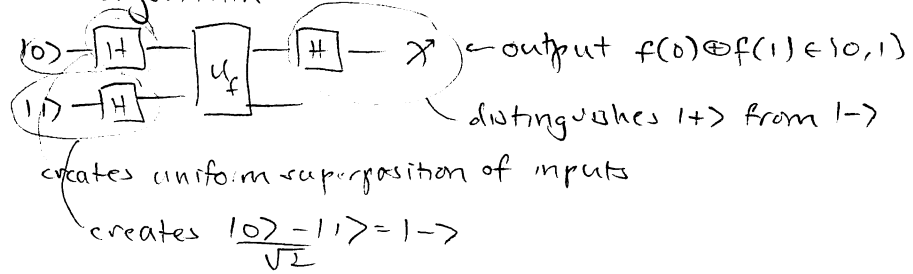 |0⟩ H U_f H X ← output f(0)⊕f(1)∈{0,1}
|1⟩ H distinguishes |+⟩ from |-⟩
creates uniform superposition of inputs
creates |0⟩-|1⟩/√2 = |-⟩